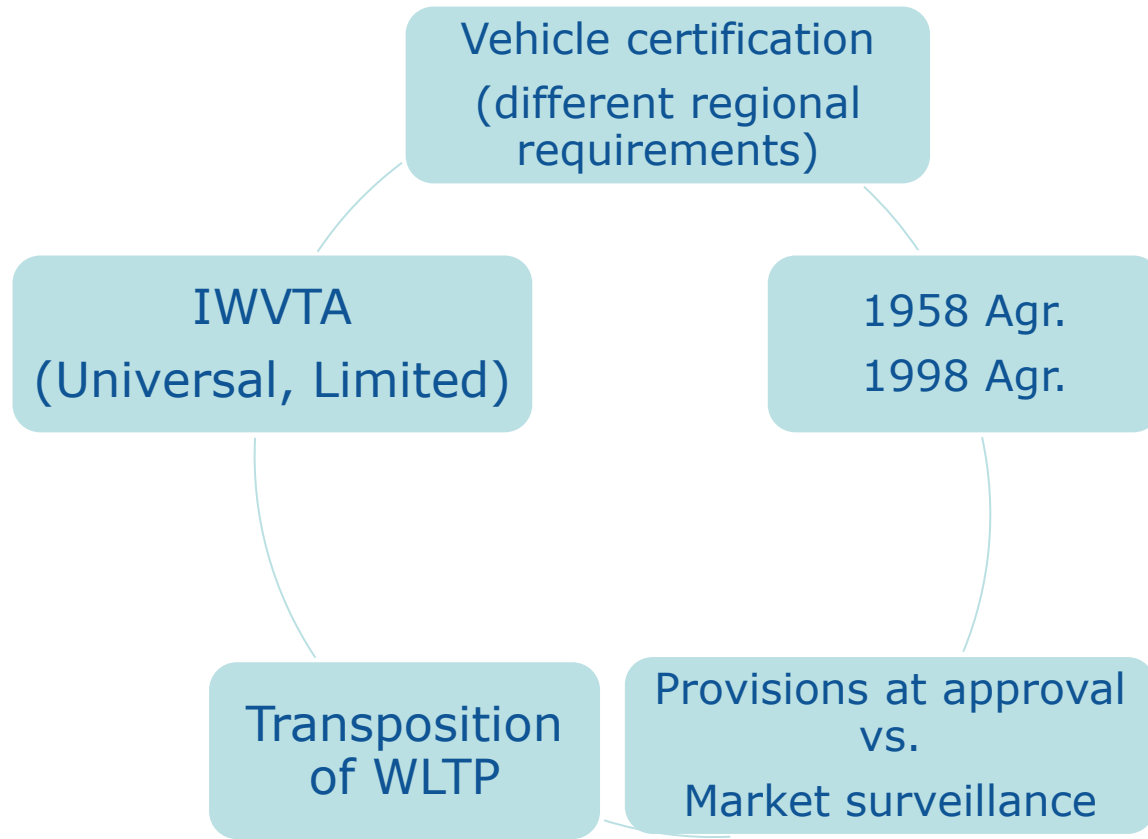 Vehicle certification
(different regional
requirements)
IWVTA
(Universal, Limited)
1958 Agr.
1998 Agr.
Transposition
of WLTP
Provisions at approval
vs.
Market surveillance